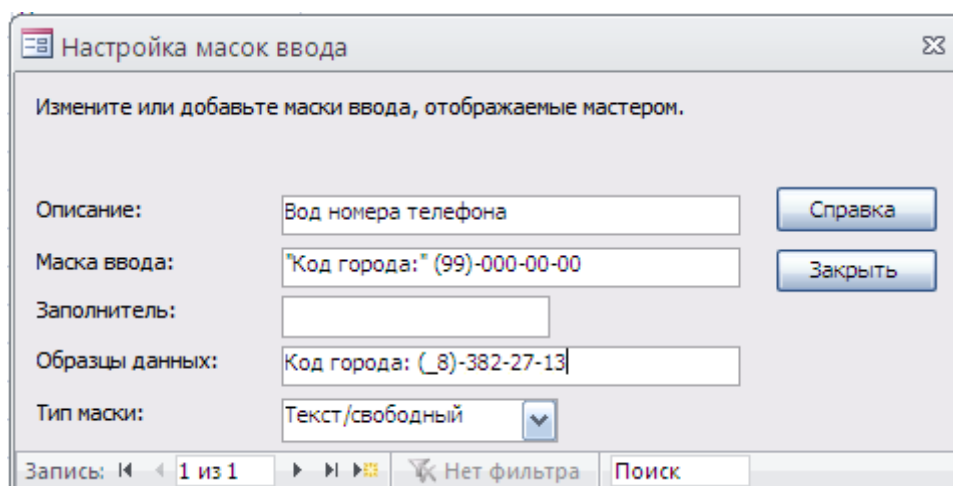 Настройка масок ввода
Измените или добавьте маски ввода, отображаемые мастером.
Описание: Вод номера телефона Справка
Маска ввода: "Код города:" (99)-000-00-00 Закрыть
Заполнитель:
Образцы данных: Код города: (_8)-382-27-13
Тип маски: Текст/свободный
Запись: 1 из 1 Нет фильтра Поиск